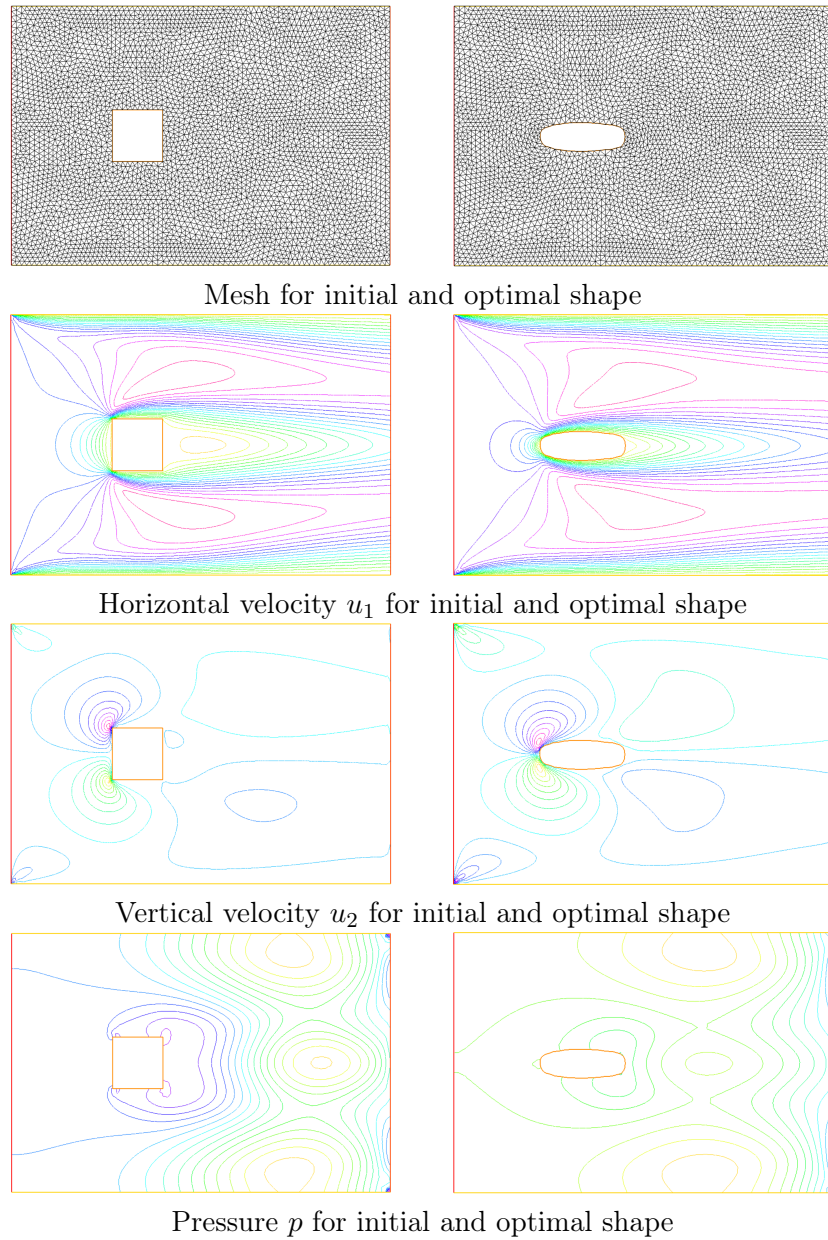 Mesh for initial and optimal shape
Horizontal velocity u₁ for initial and optimal shape
Vertical velocity u₂ for initial and optimal shape
Pressure p for initial and optimal shape